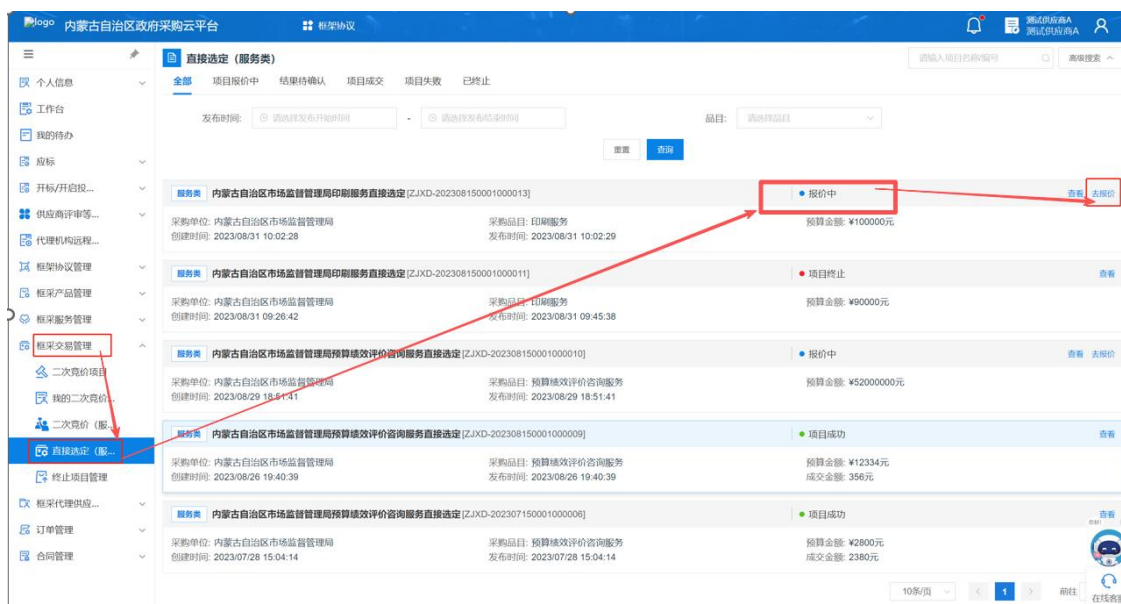 logo 内蒙古自治区政府采购云平台 框架协议 测试供应商A
测试供应商A
直接选定（服务类） 请输入项目名称/编号 高级搜索
全部 项目报价中 结果待确认 项目成交 项目失败 已终止
发布时间: 请选择发布开始时间 - 请选择发布结束时间 品目: 请选择品目
重置 查询
个人信息
工作台
我的待办
应标
开标/开启投...
供应商评审等...
代理机构远程...
框架协议管理
框采产品管理
框采服务管理
框采交易管理
二次竞价项目
我的二次竞价...
二次竞价（服...
直接选定（服...
终止项目管理
框采代理供应...
订单管理
合同管理
服务类 内蒙古自治区市场监督管理局印刷服务直接选定[ZJXD-202308150001000013] 报价中 查看 去报价
采购单位: 内蒙古自治区市场监督管理局 采购品目: 印刷服务 预算金额: ¥100000元
创建时间: 2023/08/31 10:02:28 发布时间: 2023/08/31 10:02:29
服务类 内蒙古自治区市场监督管理局印刷服务直接选定[ZJXD-202308150001000011] 项目终止 查看
采购单位: 内蒙古自治区市场监督管理局 采购品目: 印刷服务 预算金额: ¥90000元
创建时间: 2023/08/31 09:26:42 发布时间: 2023/08/31 09:45:38
服务类 内蒙古自治区市场监督管理局预算绩效评价咨询服务直接选定[ZJXD-202308150001000010] 报价中 查看 去报价
采购单位: 内蒙古自治区市场监督管理局 采购品目: 预算绩效评价咨询服务 预算金额: ¥52000000元
创建时间: 2023/08/29 18:51:41 发布时间: 2023/08/29 18:51:41
服务类 内蒙古自治区市场监督管理局预算绩效评价咨询服务直接选定[ZJXD-202308150001000009] 项目成功 查看
采购单位: 内蒙古自治区市场监督管理局 采购品目: 预算绩效评价咨询服务 预算金额: ¥12334元
创建时间: 2023/08/26 19:40:39 发布时间: 2023/08/26 19:40:39 成交金额: 356元
服务类 内蒙古自治区市场监督管理局预算绩效评价咨询服务直接选定[ZJXD-202307150001000006] 项目成功 查看
采购单位: 内蒙古自治区市场监督管理局 采购品目: 预算绩效评价咨询服务 预算金额: ¥2800元
创建时间: 2023/07/28 15:04:14 发布时间: 2023/07/28 15:04:14 成交金额: 2380元
10条/页 1 前往
在线客服